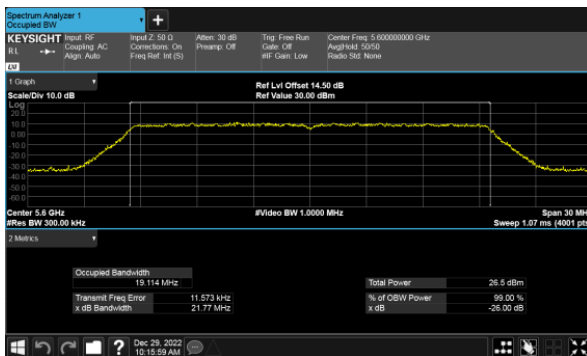 Spectrum Analyzer 1
Occupied BW
+
KEYSIGHT Input: RF Input Z: 50 Ω Atten: 30 dB Trig: Free Run Center Freq: 5.600000000 GHz
RL Coupling: AC Corrections: On Preamp: Off Gate: Off Avg|Hold: 50/50
Align: Auto Freq Ref: Int (S) #IF Gain: Low Radio Std: None
1 Graph
Ref Lvl Offset 14.50 dB
Scale/Div 10.0 dB Ref Value 30.00 dBm
Log
20.0
10.0
0.00
-10.0
-20.0
-30.0
-40.0
-50.0
-60.0
Center 5.6 GHz #Video BW 1.0000 MHz Span 30 MH
#Res BW 300.00 kHz Sweep 1.07 ms (4001 pts
2 Metrics
Occupied Bandwidth
19.114 MHz Total Power 26.5 dBm
Transmit Freq Error 11.573 kHz % of OBW Power 99.00 %
x dB Bandwidth 21.77 MHz x dB -26.00 dB
?
Dec 29, 2022
10:15:59 AM